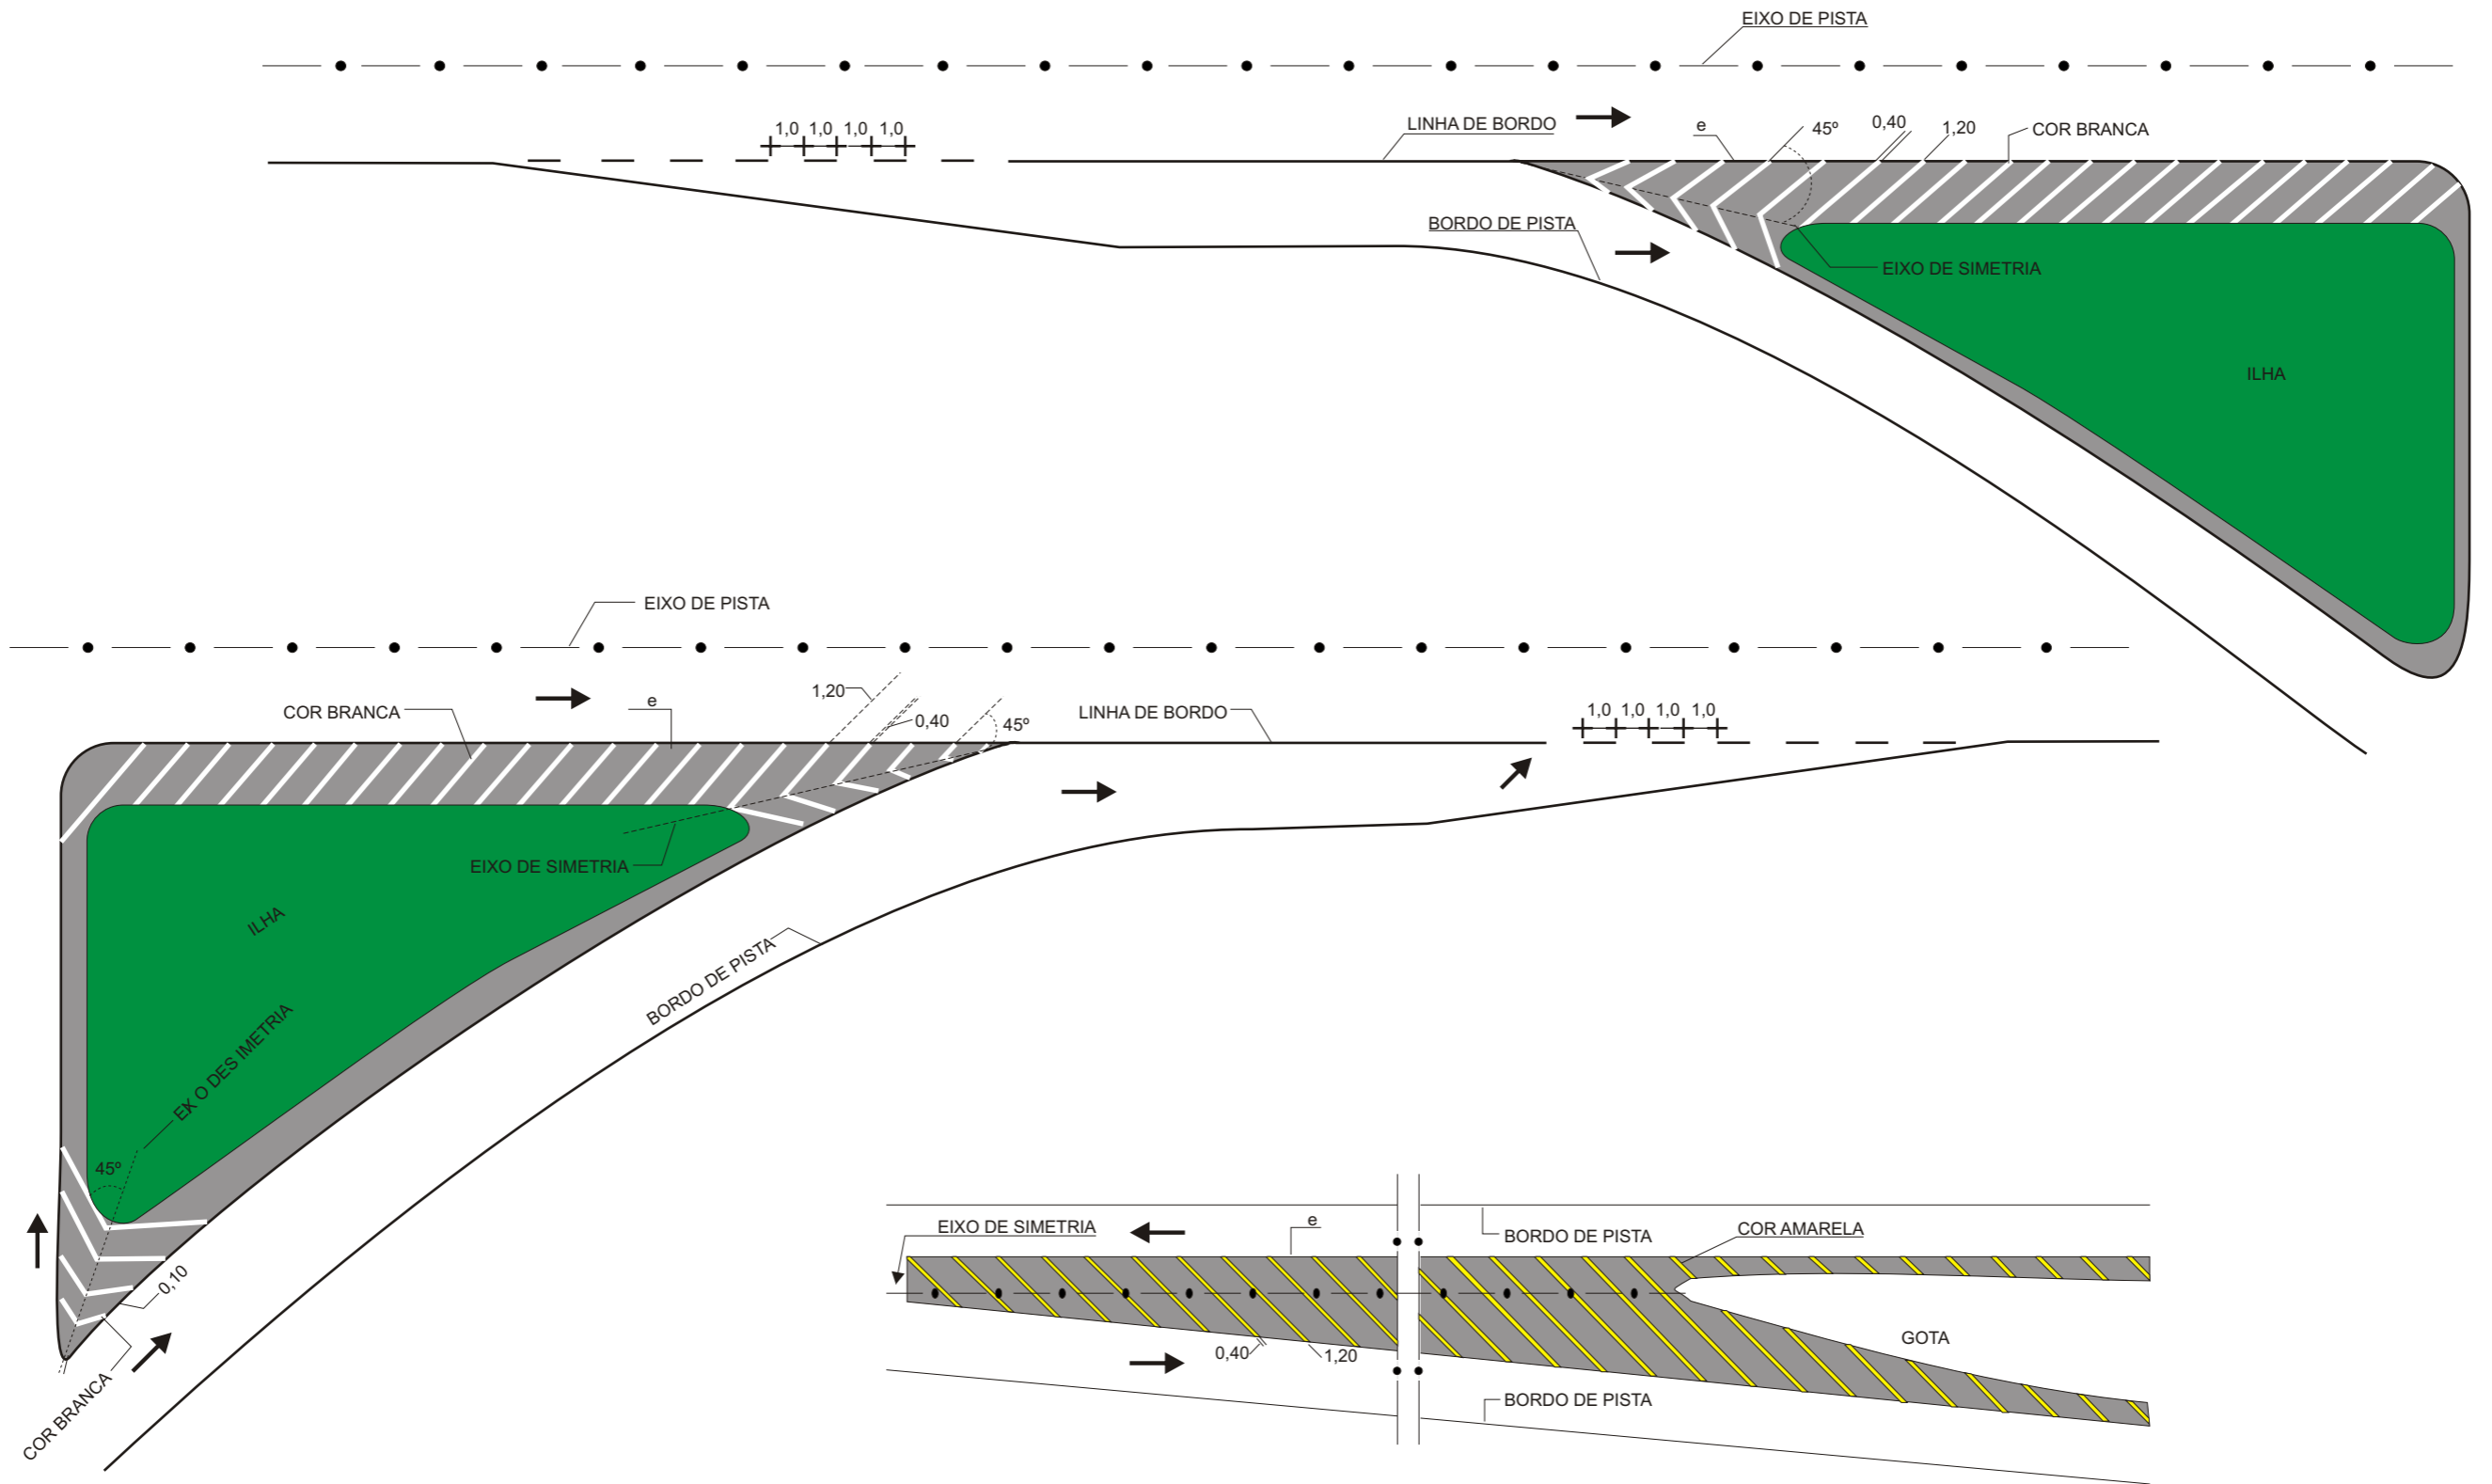 EIXO DE PISTA
1,0 1,0 1,0 1,0
LINHA DE BORDO
e
45º
0,40
1,20
COR BRANCA
BORDO DE PISTA
EIXO DE SIMETRIA
ILHA
EIXO DE PISTA
1,20
COR BRANCA
e
0,40
45º
LINHA DE BORDO
1,0 1,0 1,0 1,0
EIXO DE SIMETRIA
ILHA
BORDO DE PISTA
EIX O DES IMETRIA
45º
0,10
COR BRANCA
EIXO DE SIMETRIA
e
BORDO DE PISTA
COR AMARELA
GOTA
0,40
1,20
BORDO DE PISTA